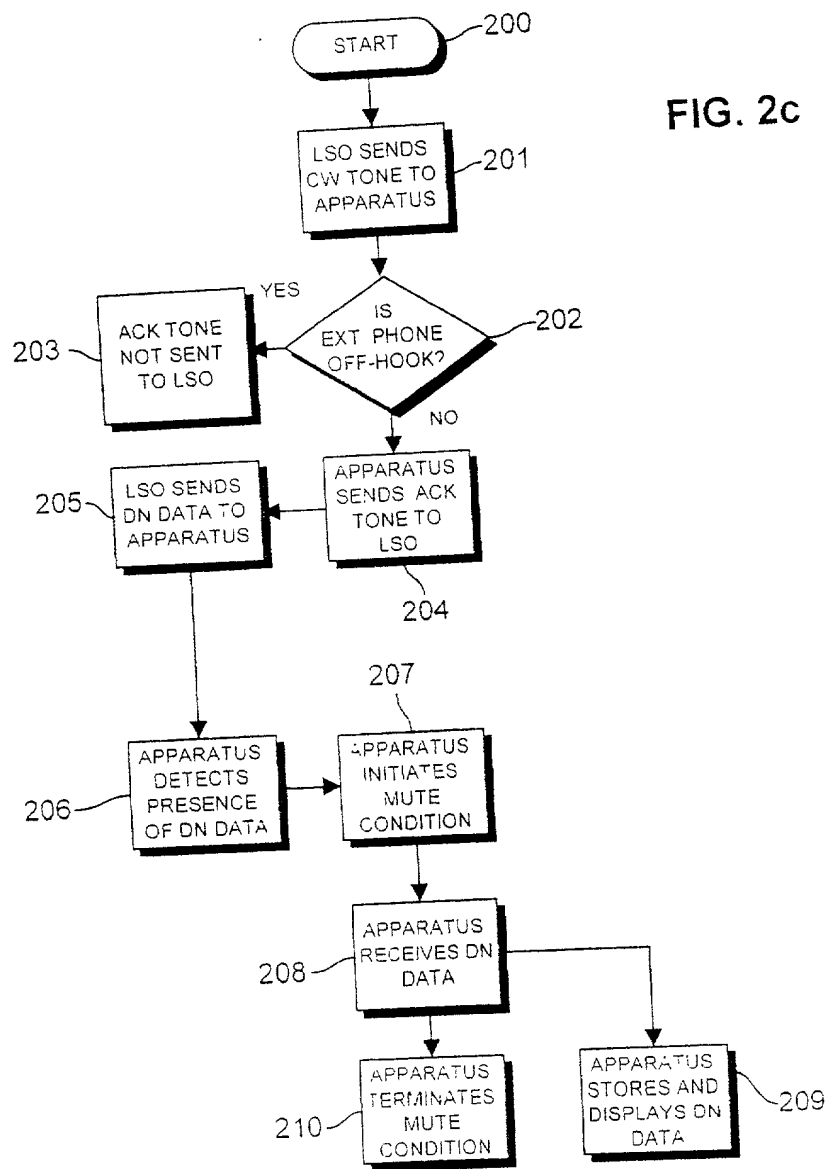 START
200
FIG. 2c
LSO SENDS
CW TONE TO
APPARATUS
201
YES
IS
EXT PHONE
OFF-HOOK?
202
203
ACK TONE
NOT SENT
TO LSO
NO
205
LSO SENDS
DN DATA TO
APPARATUS
APPARATUS
SENDS ACK
TONE TO
LSO
204
207
206
APPARATUS
DETECTS
PRESENCE
OF DN DATA
APPARATUS
INITIATES
MUTE
CONDITION
208
APPARATUS
RECEIVES DN
DATA
210
APPARATUS
TERMINATES
MUTE
CONDITION
APPARATUS
STORES AND
DISPLAYS DN
DATA
209